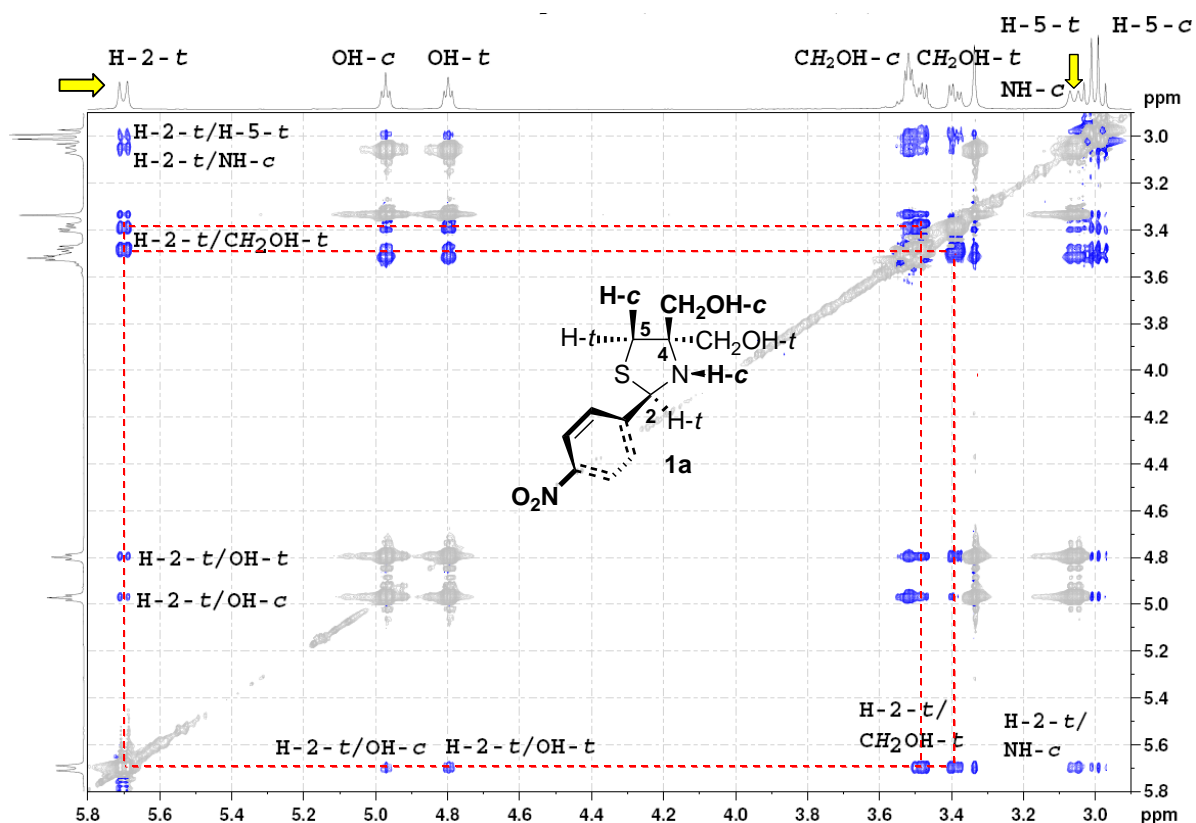 H-2-t
OH-c
OH-t
CH2OH-c
CH2OH-t
H-5-t
H-5-c
NH-c
ppm
H-2-t/H-5-t
H-2-t/NH-c
H-2-t/CH2OH-t
3.0
3.2
3.4
3.6
3.8
4.0
4.2
4.4
4.6
4.8
5.0
5.2
5.4
5.6
5.8
H-c
CH2OH-c
H-t
5
4
CH2OH-t
S
N
H-c
2
H-t
1a
O2N
H-2-t/OH-t
H-2-t/OH-c
H-2-t/OH-c
H-2-t/OH-t
H-2-t/
CH2OH-t
H-2-t/
NH-c
5.8 5.6 5.4 5.2 5.0 4.8 4.6 4.4 4.2 4.0 3.8 3.6 3.4 3.2 3.0 ppm